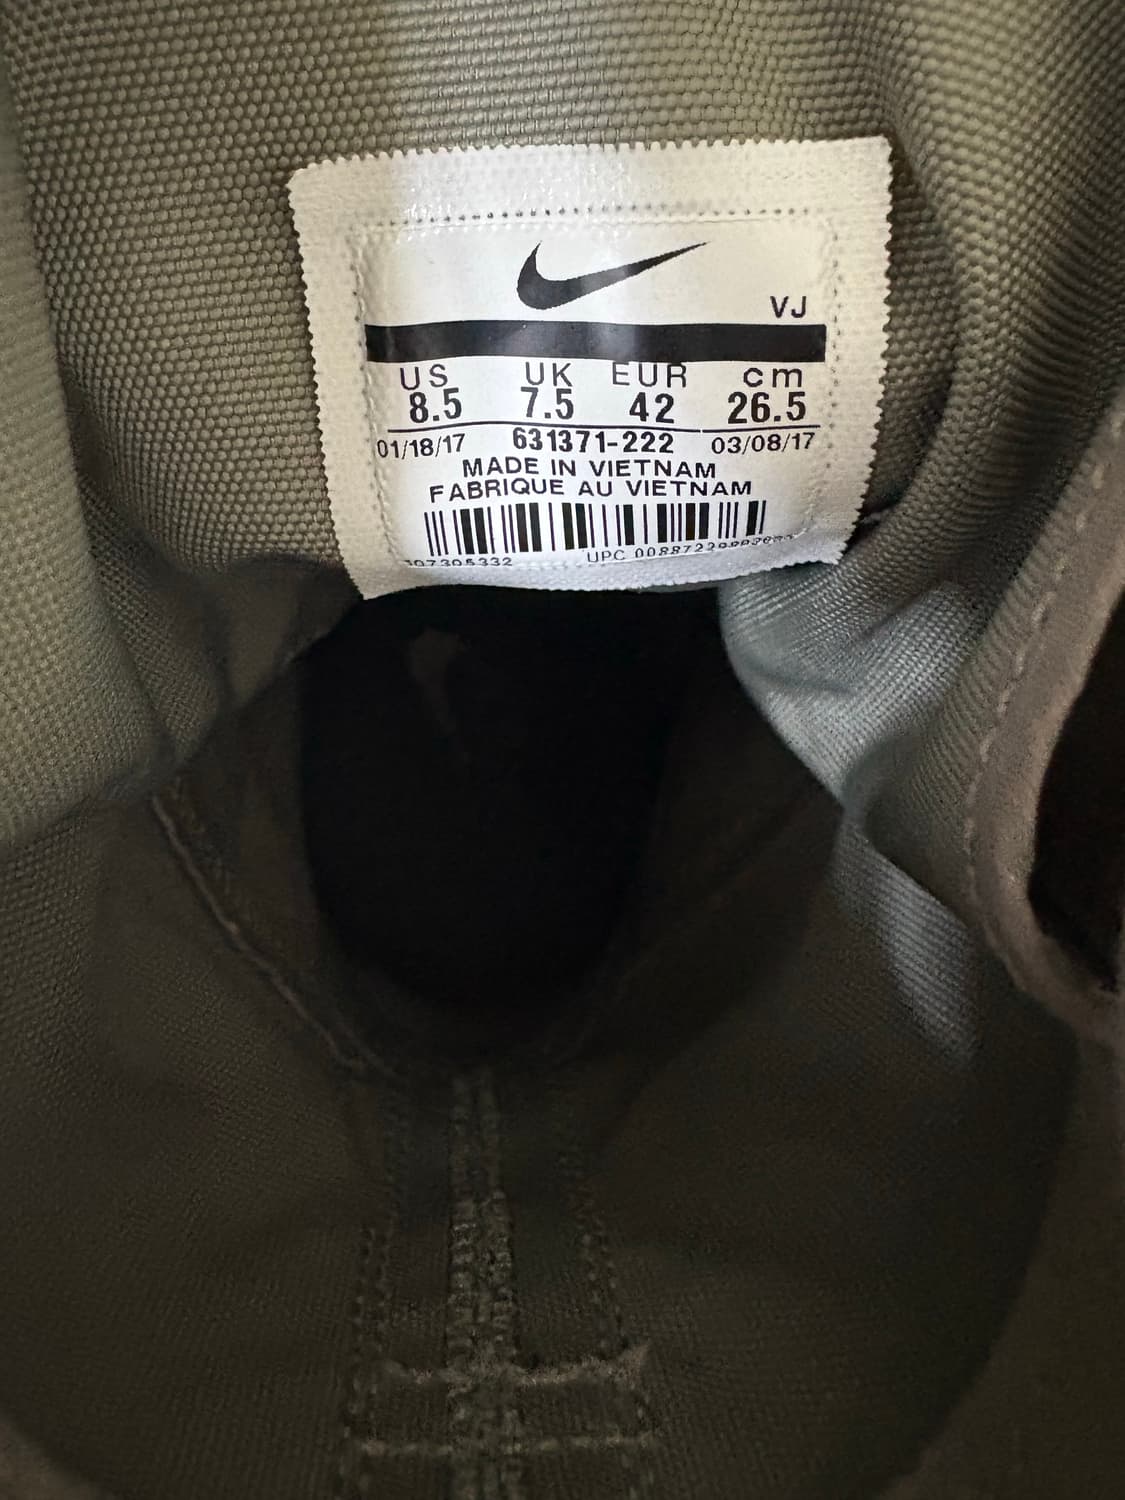 VJ
US UK EUR cm
8.5 7.5 42 26.5
01/18/17 631371-222 03/08/17
MADE IN VIETNAM
FABRIQUE AU VIETNAM
UPC